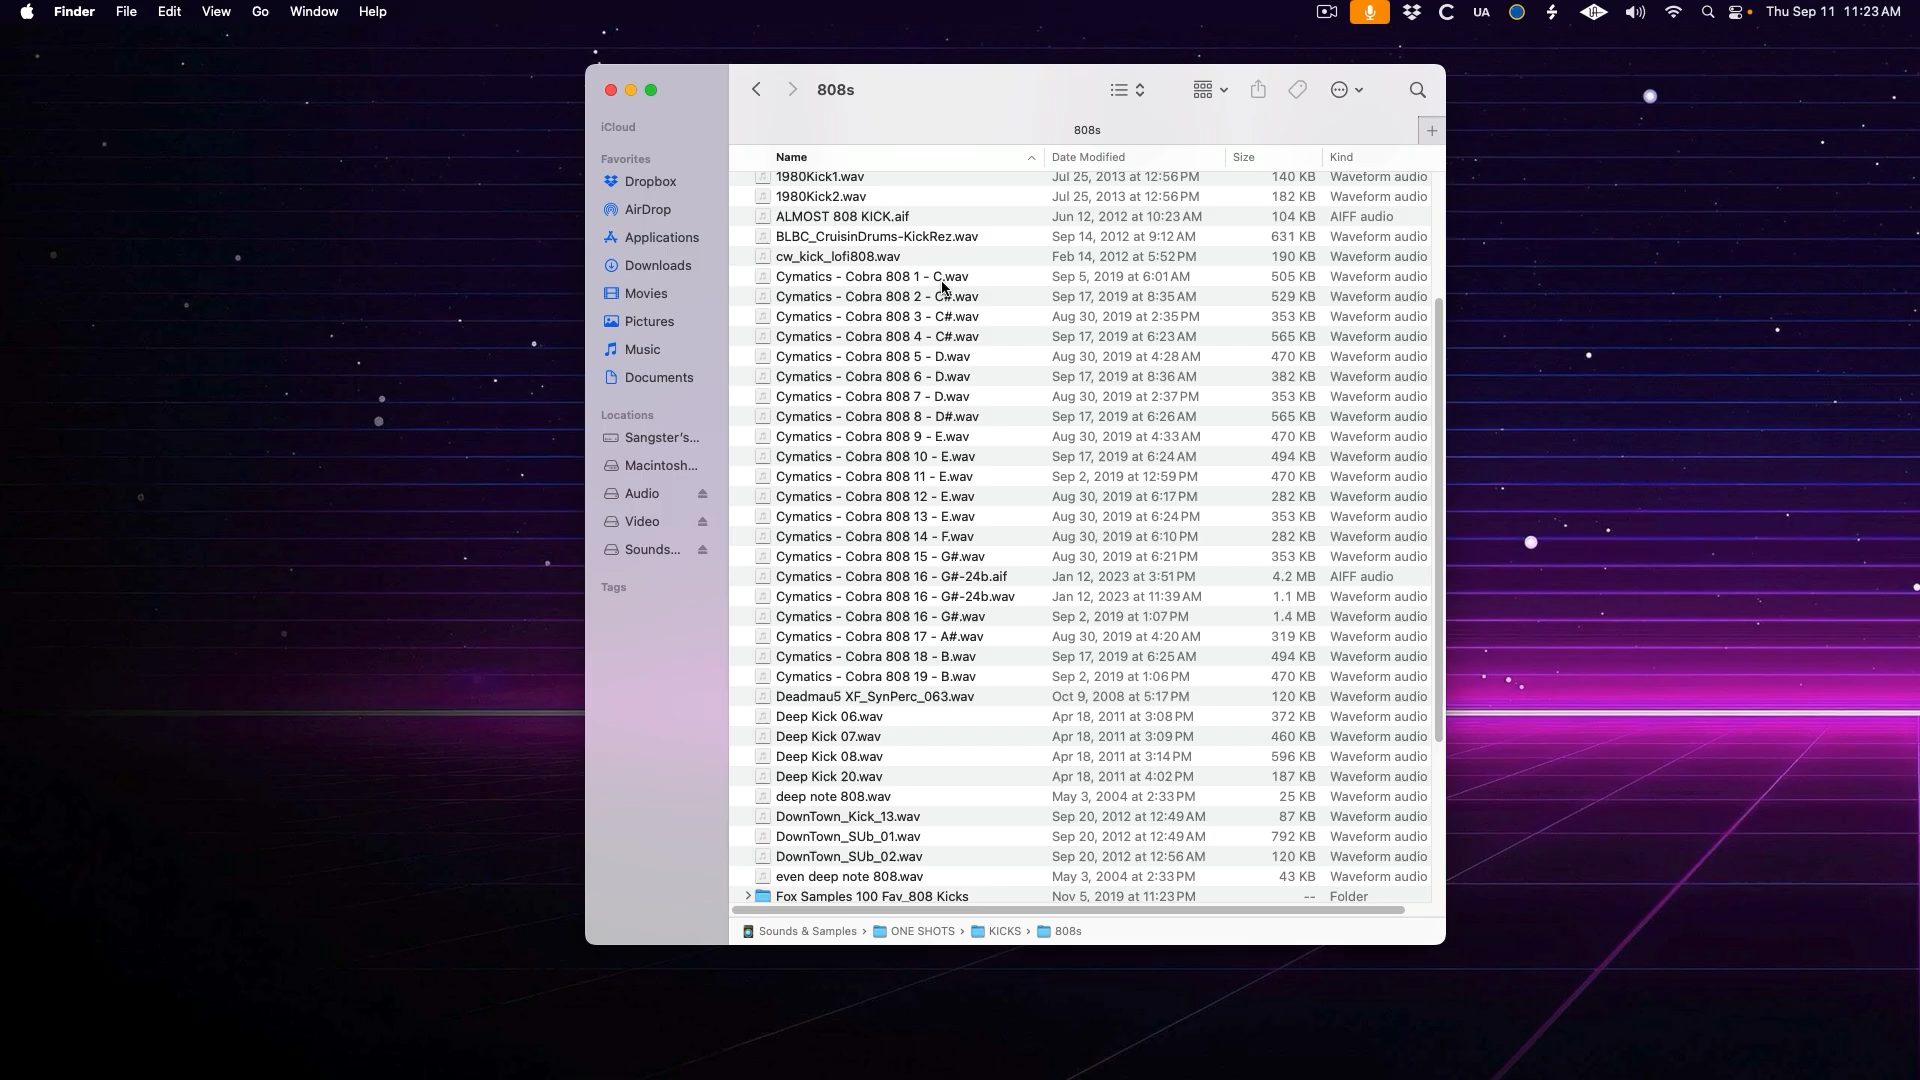 Finder File Edit View Go Window Help UA Thu Sep 11 11:23 AM
808s
iCloud
808s
Favorites
Dropbox
AirDrop
Applications
Downloads
Movies
Pictures
Music
Documents
Locations
Sangster's...
Macintosh...
Audio
Video
Sounds...
Tags
Name Date Modified Size Kind
1980Kick1.wav Jul 25, 2013 at 12:56 PM 140 KB Waveform audio
1980Kick2.wav Jul 25, 2013 at 12:56 PM 182 KB Waveform audio
ALMOST 808 KICK.aif Jun 12, 2012 at 10:23 AM 104 KB AIFF audio
BLBC_CruisinDrums-KickRez.wav Sep 14, 2012 at 9:12 AM 631 KB Waveform audio
cw_kick_lofi808.wav Feb 14, 2012 at 5:52 PM 190 KB Waveform audio
Cymatics - Cobra 808 1 - C.wav Sep 5, 2019 at 6:01 AM 505 KB Waveform audio
Cymatics - Cobra 808 2 - C#.wav Sep 17, 2019 at 8:35 AM 529 KB Waveform audio
Cymatics - Cobra 808 3 - C#.wav Aug 30, 2019 at 2:35 PM 353 KB Waveform audio
Cymatics - Cobra 808 4 - C#.wav Sep 17, 2019 at 6:23 AM 565 KB Waveform audio
Cymatics - Cobra 808 5 - D.wav Aug 30, 2019 at 4:28 AM 470 KB Waveform audio
Cymatics - Cobra 808 6 - D.wav Sep 17, 2019 at 8:36 AM 382 KB Waveform audio
Cymatics - Cobra 808 7 - D.wav Aug 30, 2019 at 2:37 PM 353 KB Waveform audio
Cymatics - Cobra 808 8 - D#.wav Sep 17, 2019 at 6:26 AM 565 KB Waveform audio
Cymatics - Cobra 808 9 - E.wav Aug 30, 2019 at 4:33 AM 470 KB Waveform audio
Cymatics - Cobra 808 10 - E.wav Sep 17, 2019 at 6:24 AM 494 KB Waveform audio
Cymatics - Cobra 808 11 - E.wav Sep 2, 2019 at 12:59 PM 470 KB Waveform audio
Cymatics - Cobra 808 12 - E.wav Aug 30, 2019 at 6:17 PM 282 KB Waveform audio
Cymatics - Cobra 808 13 - E.wav Aug 30, 2019 at 6:24 PM 353 KB Waveform audio
Cymatics - Cobra 808 14 - F.wav Aug 30, 2019 at 6:10 PM 282 KB Waveform audio
Cymatics - Cobra 808 15 - G#.wav Aug 30, 2019 at 6:21 PM 353 KB Waveform audio
Cymatics - Cobra 808 16 - G#-24b.aif Jan 12, 2023 at 3:51 PM 4.2 MB AIFF audio
Cymatics - Cobra 808 16 - G#-24b.wav Jan 12, 2023 at 11:39 AM 1.1 MB Waveform audio
Cymatics - Cobra 808 16 - G#.wav Sep 2, 2019 at 1:07 PM 1.4 MB Waveform audio
Cymatics - Cobra 808 17 - A#.wav Aug 30, 2019 at 4:20 AM 319 KB Waveform audio
Cymatics - Cobra 808 18 - B.wav Sep 17, 2019 at 6:25 AM 494 KB Waveform audio
Cymatics - Cobra 808 19 - B.wav Sep 2, 2019 at 1:06 PM 470 KB Waveform audio
Deadmau5 XF_SynPerc_063.wav Oct 9, 2008 at 5:17 PM 120 KB Waveform audio
Deep Kick 06.wav Apr 18, 2011 at 3:08 PM 372 KB Waveform audio
Deep Kick 07.wav Apr 18, 2011 at 3:09 PM 460 KB Waveform audio
Deep Kick 08.wav Apr 18, 2011 at 3:14 PM 596 KB Waveform audio
Deep Kick 20.wav Apr 18, 2011 at 4:02 PM 187 KB Waveform audio
deep note 808.wav May 3, 2004 at 2:33 PM 25 KB Waveform audio
DownTown_Kick_13.wav Sep 20, 2012 at 12:49 AM 87 KB Waveform audio
DownTown_SUb_01.wav Sep 20, 2012 at 12:49 AM 792 KB Waveform audio
DownTown_SUb_02.wav Sep 20, 2012 at 12:56 AM 120 KB Waveform audio
even deep note 808.wav May 3, 2004 at 2:33 PM 43 KB Waveform audio
Fox Samples 100 Fav_808 Kicks Nov 5, 2019 at 11:23 PM -- Folder
Sounds & Samples › ONE SHOTS › KICKS › 808s